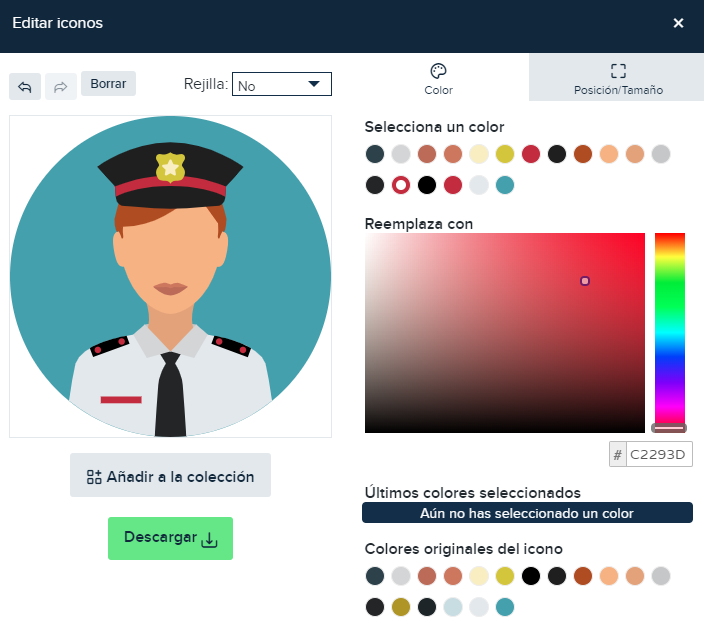 Editar iconos
×
Borrar
Rejilla: No
Color
Posición/Tamaño
Selecciona un color
Reemplaza con
# C2293D
Añadir a la colección
Últimos colores seleccionados
Aún no has seleccionado un color
Descargar
Colores originales del icono